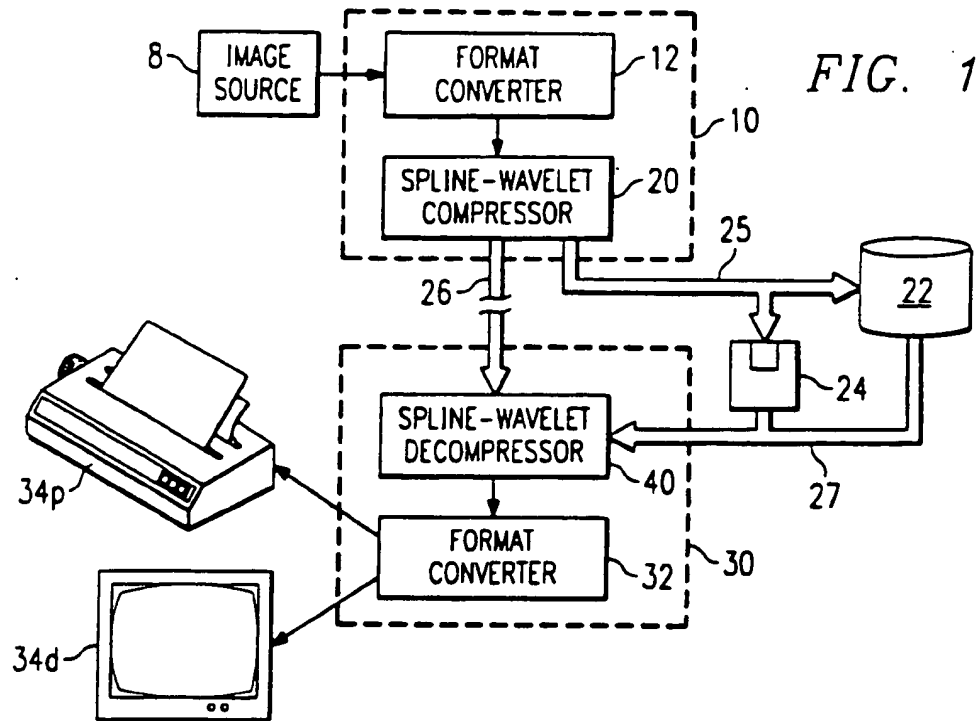 FIG. 1
8
IMAGE
SOURCE
FORMAT
CONVERTER
12
10
SPLINE-WAVELET
COMPRESSOR
20
25
26
22
24
SPLINE-WAVELET
DECOMPRESSOR
40
27
34p
FORMAT
CONVERTER
32
30
34d